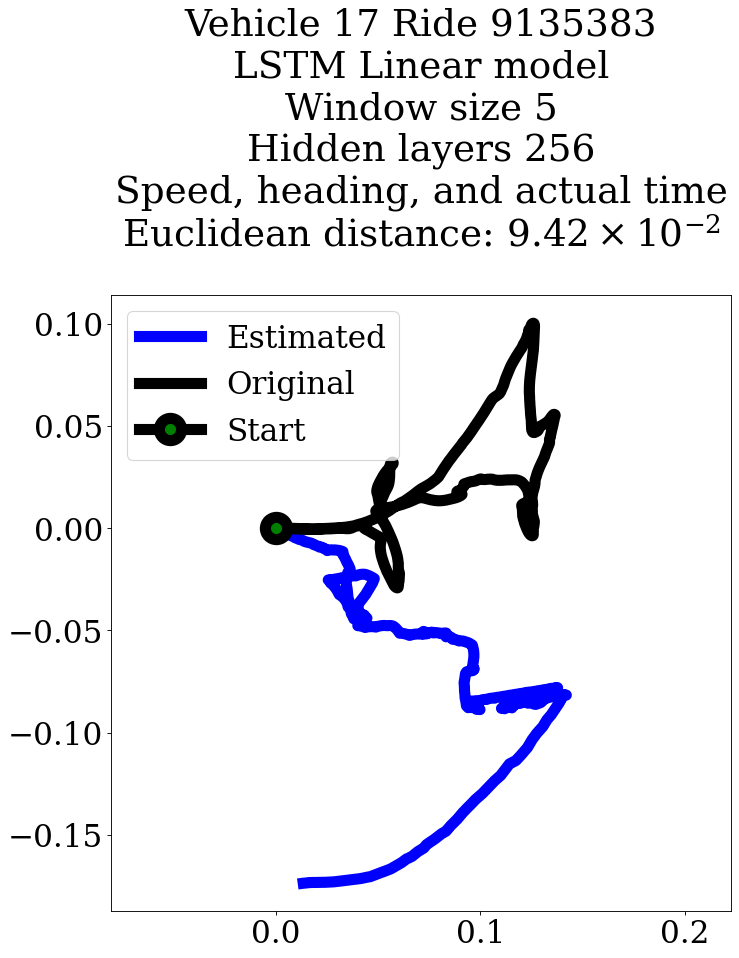 Vehicle 17 Ride 9135383
LSTM Linear model
Window size 5
Hidden layers 256
Speed, heading, and actual time
Euclidean distance: 9.42 × 10⁻²
Estimated
Original
Start
0.10
0.05
0.00
−0.05
−0.10
−0.15
0.0 0.1 0.2